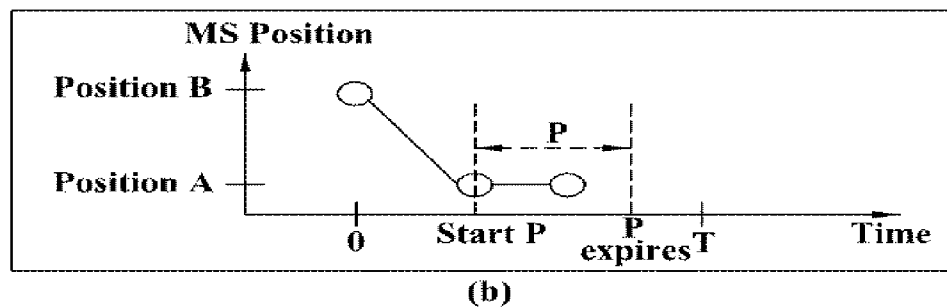 MS Position
Position B
P
Position A
0
Start P
P
expires
T
Time
(b)